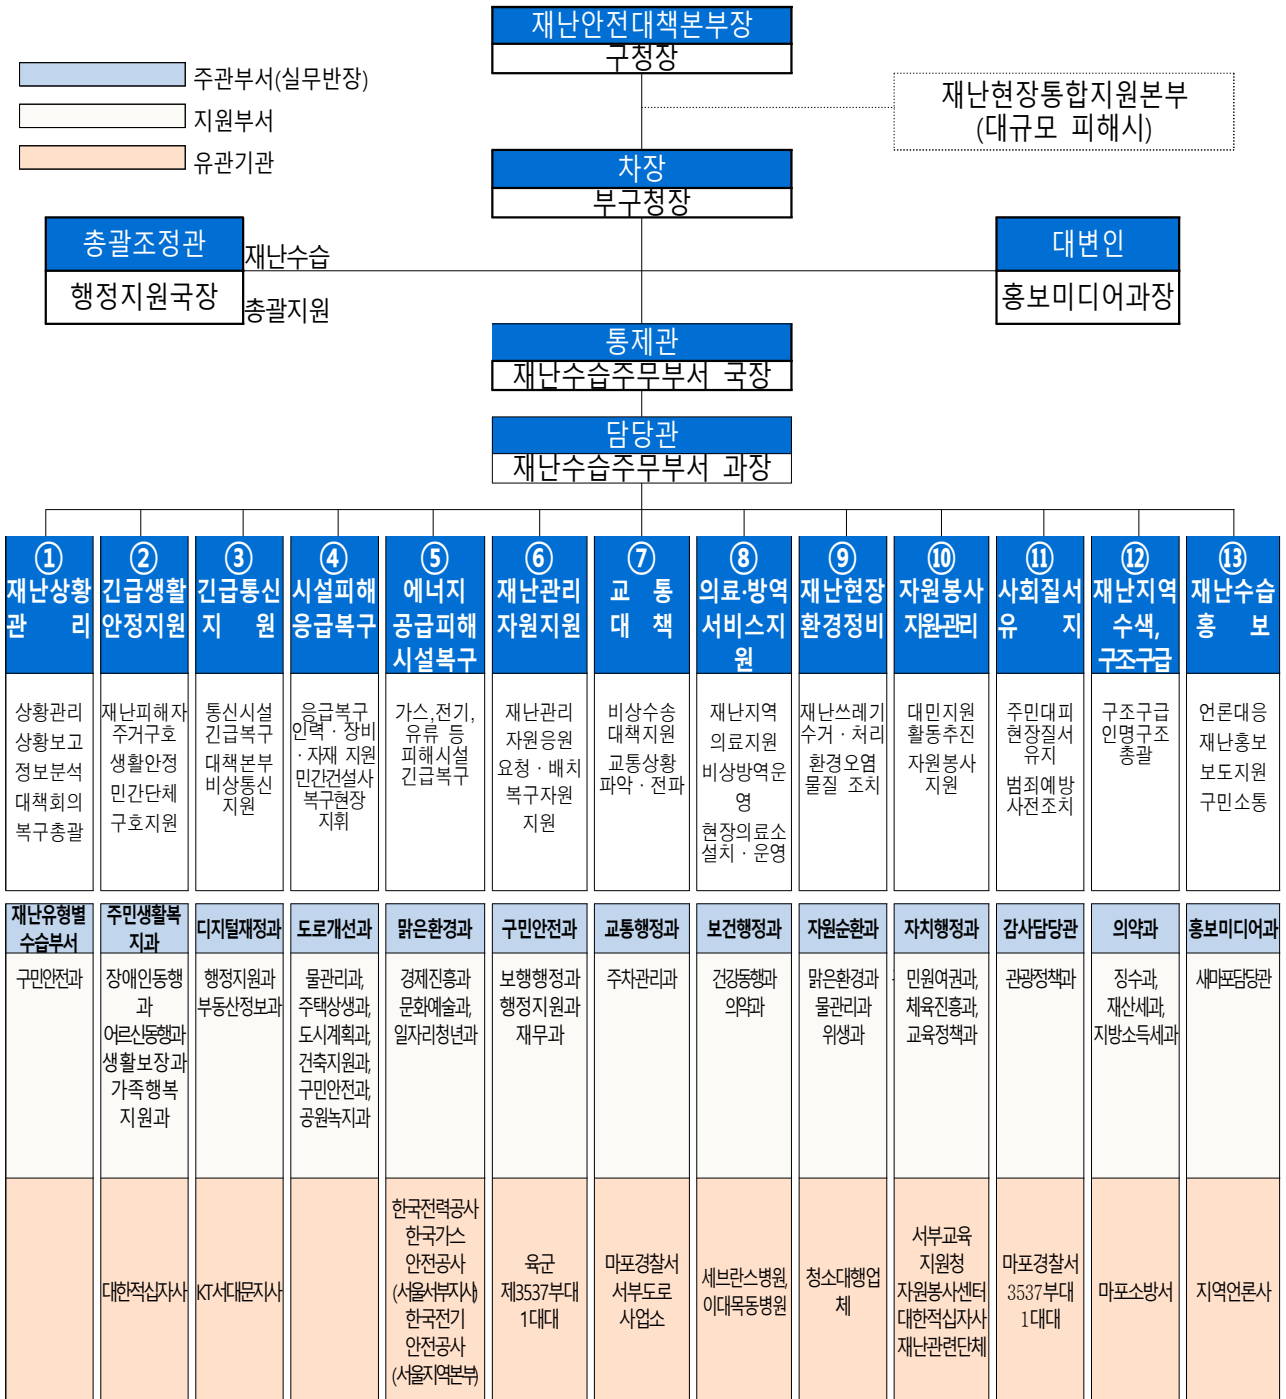 재난안전대책본부장
구청장
주관부서(실무반장)
지원부서
유관기관
재난현장통합지원본부
(대규모 피해시)
차장
부구청장
총괄조정관
행정지원국장
재난수습
총괄지원
대변인
홍보미디어과장
통제관
재난수습주무부서 국장
담당관
재난수습주무부서 과장
①
재난상황
관 리
②
긴급생활
안정지원
③
긴급통신
지 원
④
시설피해
응급복구
⑤
에너지
공급피해
시설복구
⑥
재난관리
자원지원
⑦
교 통
대 책
⑧
의료·방역
서비스지
원
⑨
재난현장
환경정비
⑩
자원봉사
지원·관리
⑪
사회질서
유 지
⑫
재난지역
수색,
구조구급
⑬
재난수습
홍 보
상황관리
상황보고
정보분석
대책회의
복구총괄
재난피해자
주거구호
생활안정
민간단체
구호지원
통신시설
긴급복구
대책본부
비상통신
지원
응급복구
인력·장비
·자재 지원
민간건설사
복구현장
지휘
가스,전기,
유류 등
피해시설
긴급복구
재난관리
자원응원
요청·배치
복구자원
지원
비상수송
대책지원
교통상황
파악·전파
재난지역
의료지원
비상방역운
영
현장의료소
설치·운영
재난쓰레기
수거·처리
환경오염
물질 조치
대민지원
활동추진
자원봉사
지원
주민대피
현장질서
유지
범죄예방
사전조치
구조구급
인명구조
총괄
언론대응
재난홍보
보도지원
구민소통
재난유형별
수습부서
주민생활복
지과
디지털재정과
도로개선과
맑은환경과
구민안전과
교통행정과
보건행정과
자원순환과
자치행정과
감사담당관
의약과
홍보미디어과
구민안전과
장애인동행
과
어르신동행과
생활보장과
가족행복
지원과
행정지원과
부동산정보과
물관리과,
주택상생과,
도시계획과,
건축지원과,
구민안전과,
공원녹지과
경제진흥과
문화예술과,
일자리청년과
보행행정과
행정지원과
재무과
주차관리과
건강동행과
의약과
맑은환경과
물관리과
위생과
민원여권과,
체육진흥과,
교육정책과
관광정책과
징수과,
재산세과,
지방소득세과
새마포담당관
대한적십자사
KT서대문지사
한국전력공사
한국가스
안전공사
(서울서부지사)
한국전기
안전공사
(서울지역본부)
육군
제3537부대
1대대
마포경찰서
서부도로
사업소
세브란스병원,
이대목동병원
청소대행업
체
서부교육
지원청
자원봉사센터
대한적십자사
재난관련단체
마포경찰서
3537부대
1대대
마포소방서
지역언론사